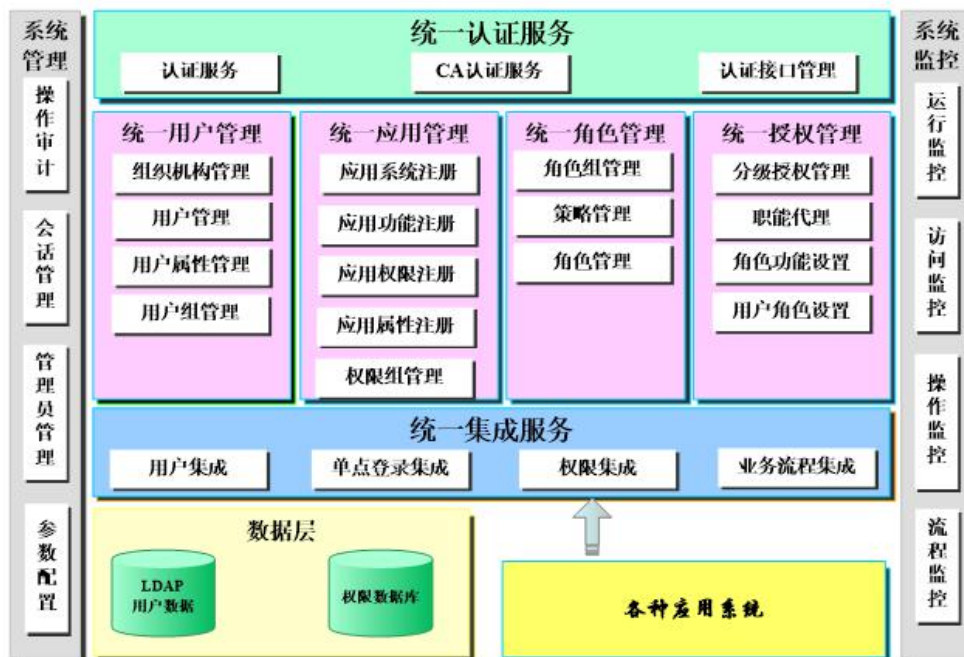 系统
管理
操作审计
会话管理
管理员管理
参数配置
统一认证服务
认证服务
CA认证服务
认证接口管理
统一用户管理
组织机构管理
用户管理
用户属性管理
用户组管理
统一应用管理
应用系统注册
应用功能注册
应用权限注册
应用属性注册
权限组管理
统一角色管理
角色组管理
策略管理
角色管理
统一授权管理
分级授权管理
职能代理
角色功能设置
用户角色设置
统一集成服务
用户集成
单点登录集成
权限集成
业务流程集成
数据层
LDAP
用户数据
权限数据库
各种应用系统
系统
监控
运行监控
访问监控
操作监控
流程监控